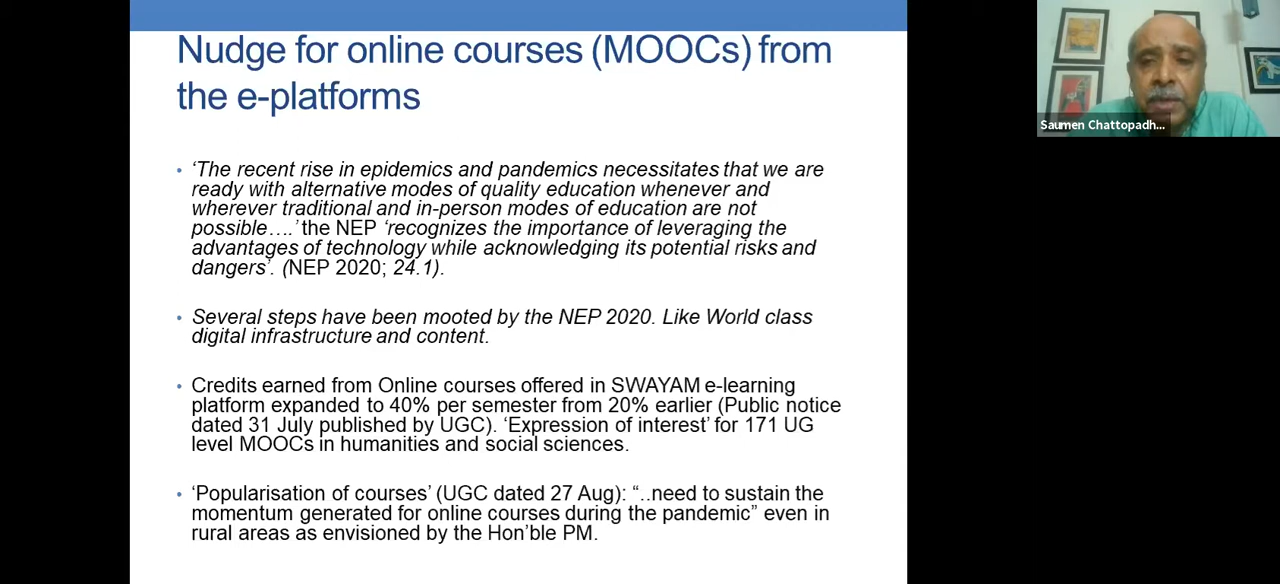 Nudge for online courses (MOOCs) from
the e-platforms
• ‘The recent rise in epidemics and pandemics necessitates that we are
ready with alternative modes of quality education whenever and
wherever traditional and in-person modes of education are not
possible….’ the NEP ‘recognizes the importance of leveraging the
advantages of technology while acknowledging its potential risks and
dangers’. (NEP 2020; 24.1).
• Several steps have been mooted by the NEP 2020. Like World class
digital infrastructure and content.
• Credits earned from Online courses offered in SWAYAM e-learning
platform expanded to 40% per semester from 20% earlier (Public notice
dated 31 July published by UGC). ‘Expression of interest’ for 171 UG
level MOOCs in humanities and social sciences.
• ‘Popularisation of courses’ (UGC dated 27 Aug): “..need to sustain the
momentum generated for online courses during the pandemic” even in
rural areas as envisioned by the Hon’ble PM.
Saumen Chattopadh...